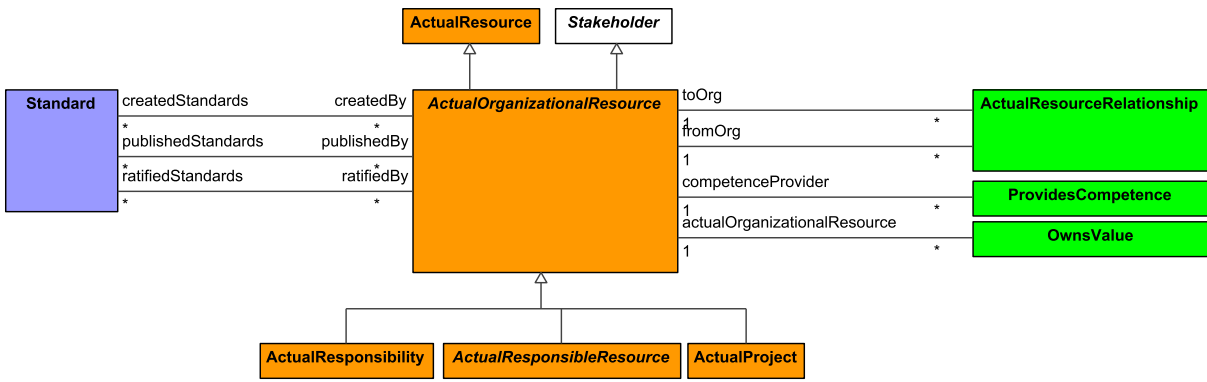 ActualResource
Stakeholder
Standard
createdStandards
createdBy
*
*
publishedStandards
publishedBy
*
*
ratifiedStandards
ratifiedBy
*
*
ActualOrganizationalResource
toOrg
1
*
fromOrg
1
*
competenceProvider
1
*
actualOrganizationalResource
1
*
ActualResourceRelationship
ProvidesCompetence
OwnsValue
ActualResponsibility
ActualResponsibleResource
ActualProject